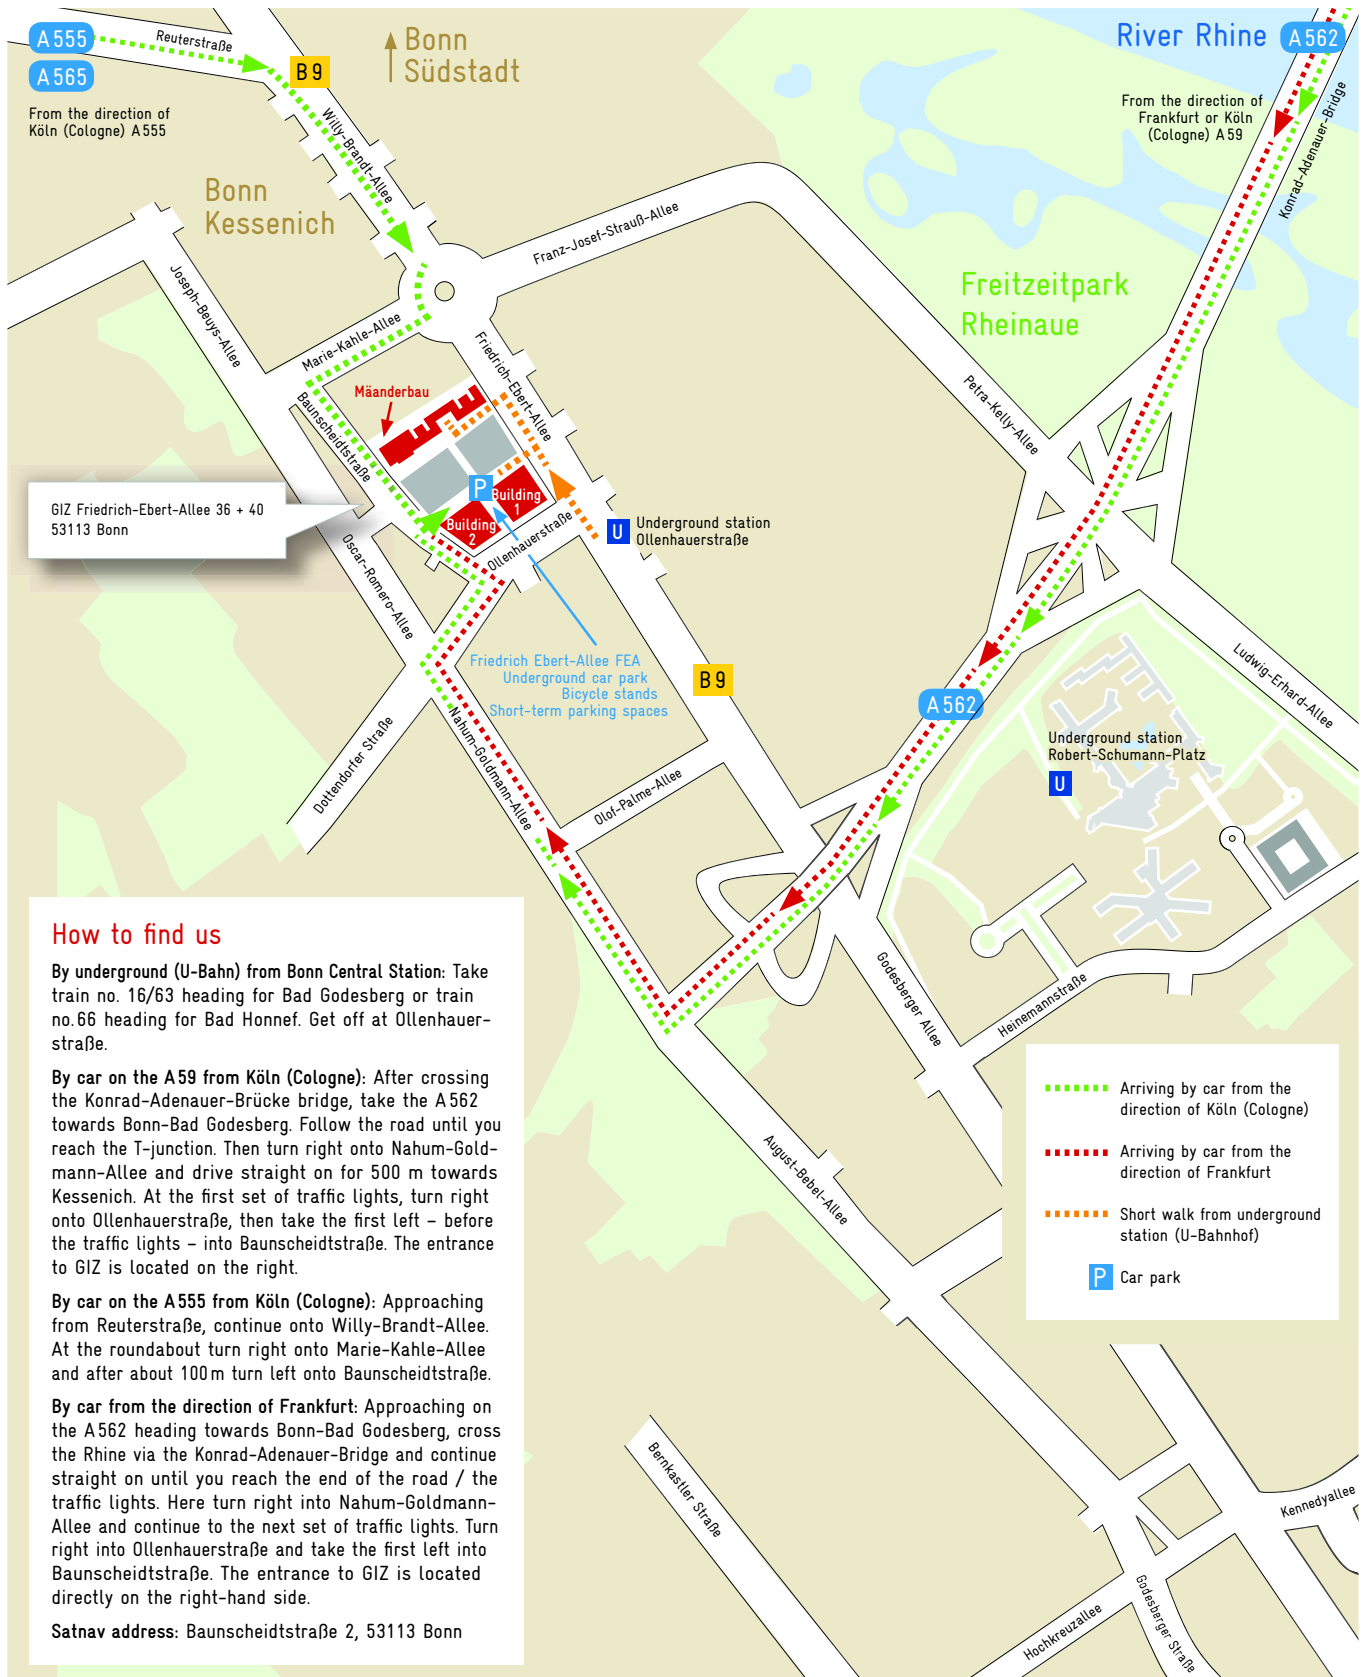 A 555
A 565
From the direction of
Köln (Cologne) A 555
Reuterstraße
B 9
Bonn
Südstadt
River Rhine
A 562
From the direction of
Frankfurt or Köln
(Cologne) A 59
Konrad-Adenauer-Bridge
Willy-Brandt-Allee
Bonn
Kessenich
Franz-Josef-Strauß-Allee
Joseph-Beuys-Allee
Freitzeitpark
Rheinaue
Marie-Kahle-Allee
Friedrich-Ebert-Allee
Petra-Kelly-Allee
Mäanderbau
Baunscheidtstraße
GIZ Friedrich-Ebert-Allee 36 + 40
53113 Bonn
P
Building
1
Building
2
Ollenhauerstraße
U
Underground station
Ollenhauerstraße
Oscar-Romero-Allee
Friedrich Ebert-Allee FEA
Underground car park
Bicycle stands
Short-term parking spaces
B 9
A 562
Ludwig-Erhard-Allee
Underground station
Robert-Schumann-Platz
U
Nahum-Goldmann-Allee
Dottendorfer Straße
Olof-Palme-Allee
Godesberger Allee
Heinemannstraße
August-Bebel-Allee
How to find us
By underground (U-Bahn) from Bonn Central Station: Take
train no. 16/63 heading for Bad Godesberg or train
no. 66 heading for Bad Honnef. Get off at Ollenhauer-
straße.
By car on the A 59 from Köln (Cologne): After crossing
the Konrad-Adenauer-Brücke bridge, take the A 562
towards Bonn-Bad Godesberg. Follow the road until you
reach the T-junction. Then turn right onto Nahum-Gold-
mann-Allee and drive straight on for 500 m towards
Kessenich. At the first set of traffic lights, turn right
onto Ollenhauerstraße, then take the first left – before
the traffic lights – into Baunscheidtstraße. The entrance
to GIZ is located on the right.
By car on the A 555 from Köln (Cologne): Approaching
from Reuterstraße, continue onto Willy-Brandt-Allee.
At the roundabout turn right onto Marie-Kahle-Allee
and after about 100 m turn left onto Baunscheidtstraße.
By car from the direction of Frankfurt: Approaching on
the A 562 heading towards Bonn-Bad Godesberg, cross
the Rhine via the Konrad-Adenauer-Bridge and continue
straight on until you reach the end of the road / the
traffic lights. Here turn right into Nahum-Goldmann-
Allee and continue to the next set of traffic lights. Turn
right into Ollenhauerstraße and take the first left into
Baunscheidtstraße. The entrance to GIZ is located
directly on the right-hand side.
Satnav address: Baunscheidtstraße 2, 53113 Bonn
Arriving by car from the
direction of Köln (Cologne)
Arriving by car from the
direction of Frankfurt
Short walk from underground
station (U-Bahnhof)
P Car park
Bernkastler Straße
Kennedyallee
Godesberger Straße
Hochkreuzallee